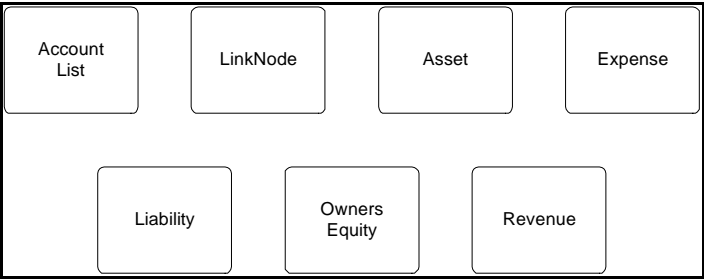 Account
List
LinkNode
Asset
Expense
Liability
Owners
Equity
Revenue